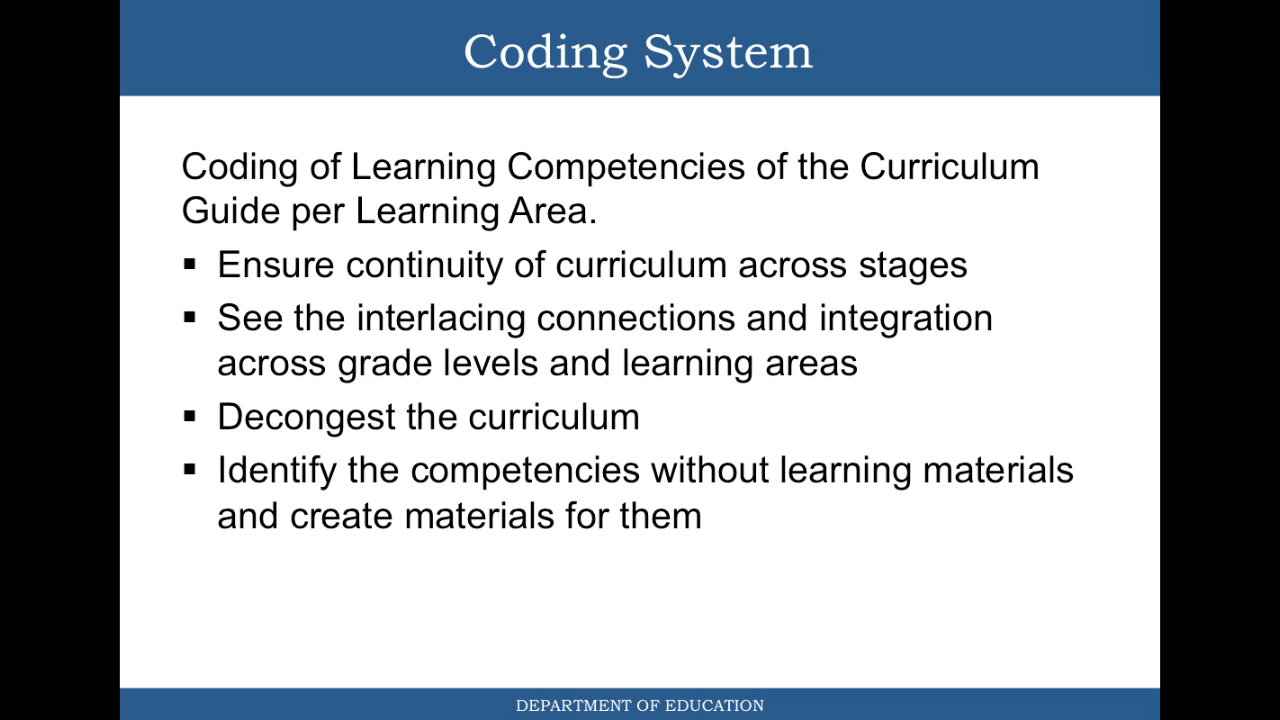 Coding System
Coding of Learning Competencies of the Curriculum
Guide per Learning Area.
▪ Ensure continuity of curriculum across stages
▪ See the interlacing connections and integration
across grade levels and learning areas
▪ Decongest the curriculum
▪ Identify the competencies without learning materials
and create materials for them
DEPARTMENT OF EDUCATION